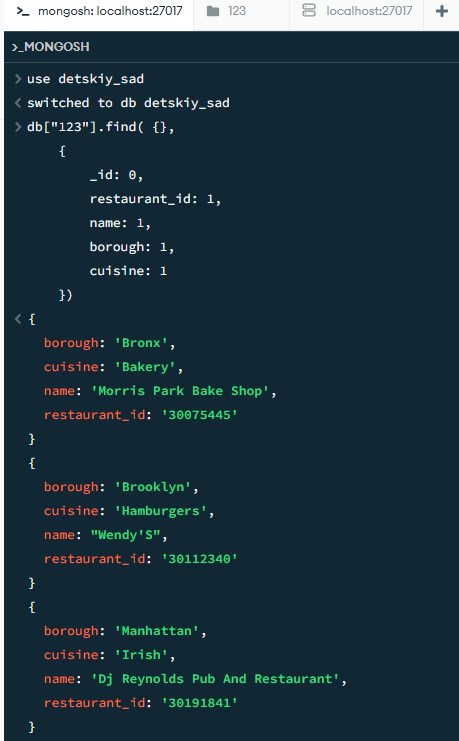 >_ mongosh: localhost:27017 123 localhost:27017 +
>_MONGOSH
> use detskiy_sad
< switched to db detskiy_sad
> db["123"].find( {},
{
_id: 0,
restaurant_id: 1,
name: 1,
borough: 1,
cuisine: 1
})
< {
borough: 'Bronx',
cuisine: 'Bakery',
name: 'Morris Park Bake Shop',
restaurant_id: '30075445'
}
{
borough: 'Brooklyn',
cuisine: 'Hamburgers',
name: "Wendy'S",
restaurant_id: '30112340'
}
{
borough: 'Manhattan',
cuisine: 'Irish',
name: 'Dj Reynolds Pub And Restaurant',
restaurant_id: '30191841'
}